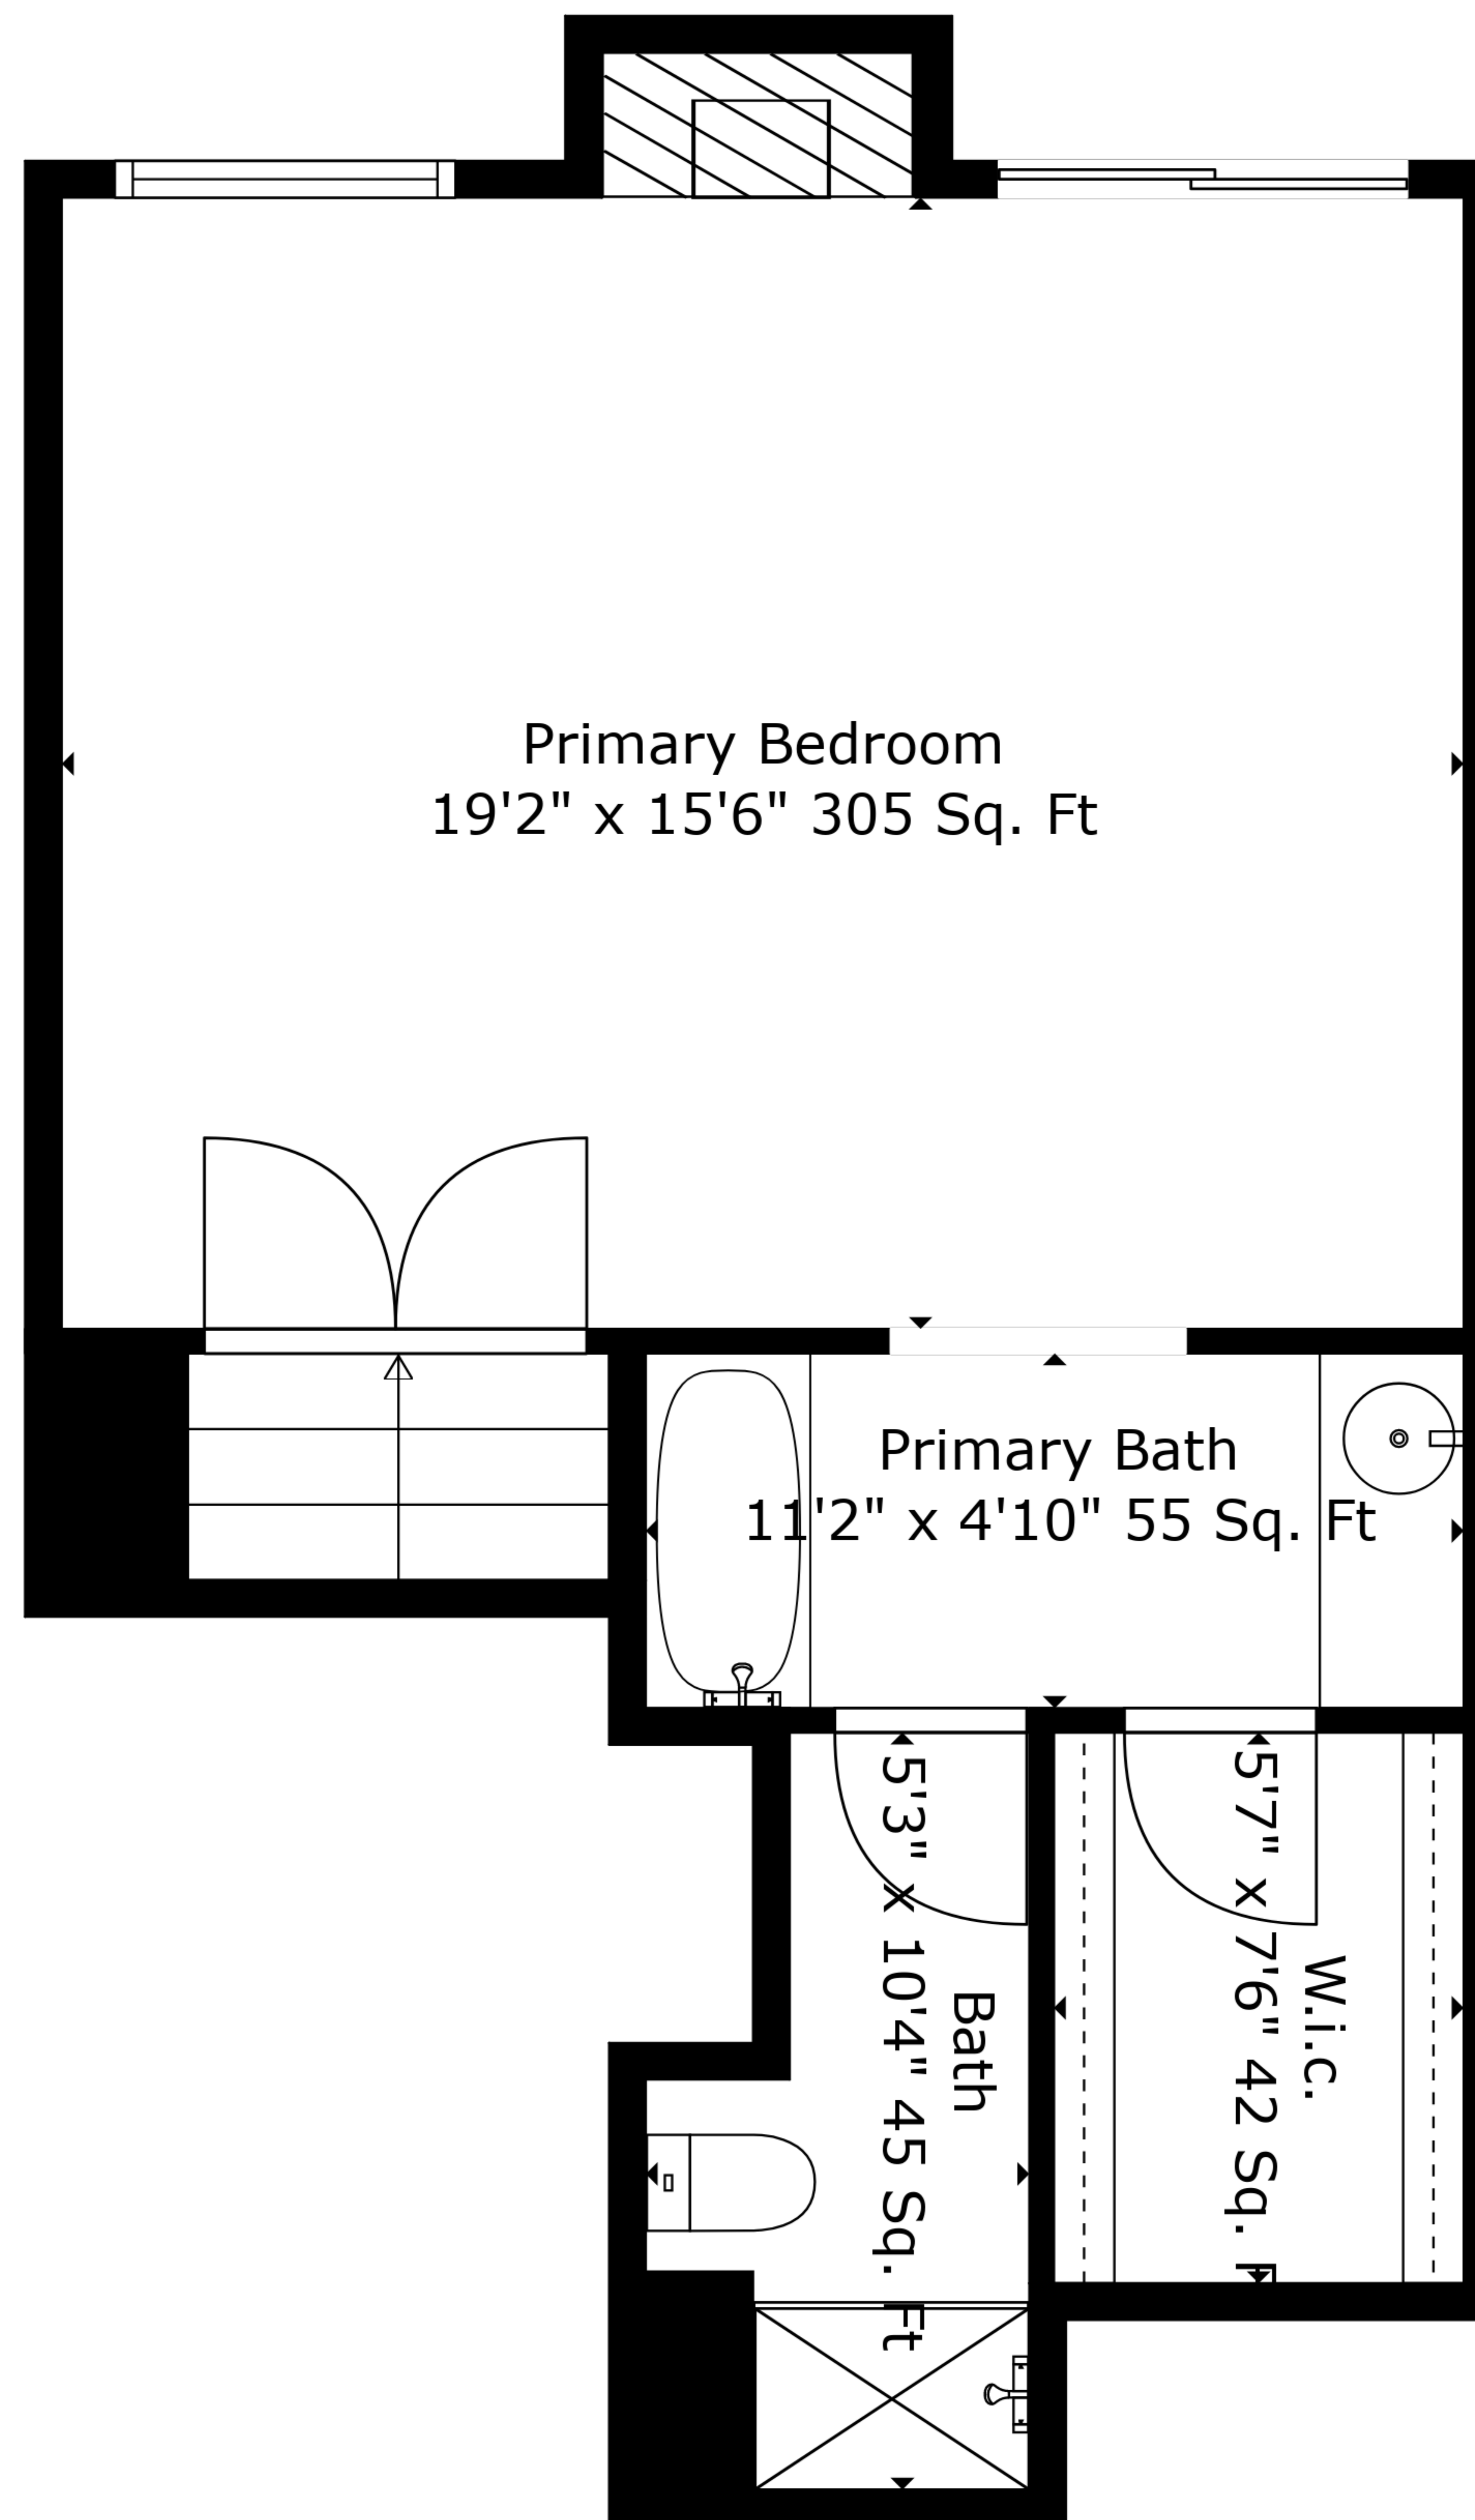 Primary Bedroom
19'2" x 15'6" 305 Sq. Ft
Primary Bath
11'2" x 4'10" 55 Sq. Ft
Bath
5'3" x 10'4" 45 Sq. Ft
W.i.c.
5'7" x 7'6" 42 Sq. F